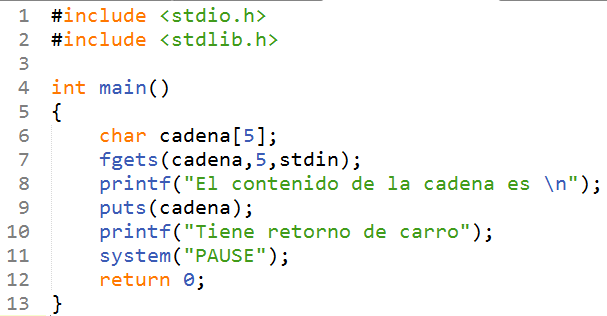 1 #include <stdio.h>
2 #include <stdlib.h>
3
4 int main()
5 {
6 char cadena[5];
7 fgets(cadena,5,stdin);
8 printf("El contenido de la cadena es \n");
9 puts(cadena);
10 printf("Tiene retorno de carro");
11 system("PAUSE");
12 return 0;
13 }